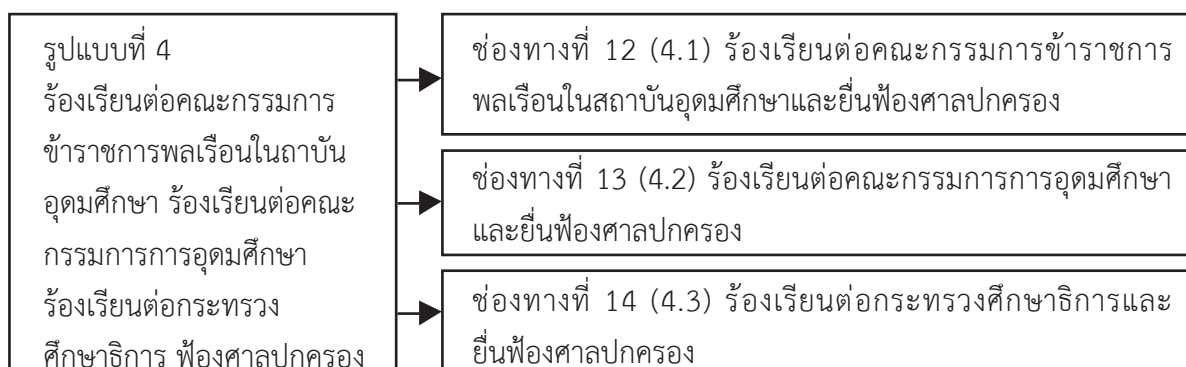 รูปแบบที่ 4
ร้องเรียนต่อคณะกรรมการ
ข้าราชการพลเรือนในถาบัน
อุดมศึกษา ร้องเรียนต่อคณะ
กรรมการการอุดมศึกษา
ร้องเรียนต่อกระทรวง
ศึกษาธิการ ฟ้องศาลปกครอง
ช่องทางที่ 12 (4.1) ร้องเรียนต่อคณะกรรมการข้าราชการ
พลเรือนในสถาบันอุดมศึกษาและยื่นฟ้องศาลปกครอง
ช่องทางที่ 13 (4.2) ร้องเรียนต่อคณะกรรมการการอุดมศึกษา
และยื่นฟ้องศาลปกครอง
ช่องทางที่ 14 (4.3) ร้องเรียนต่อกระทรวงศึกษาธิการและ
ยื่นฟ้องศาลปกครอง